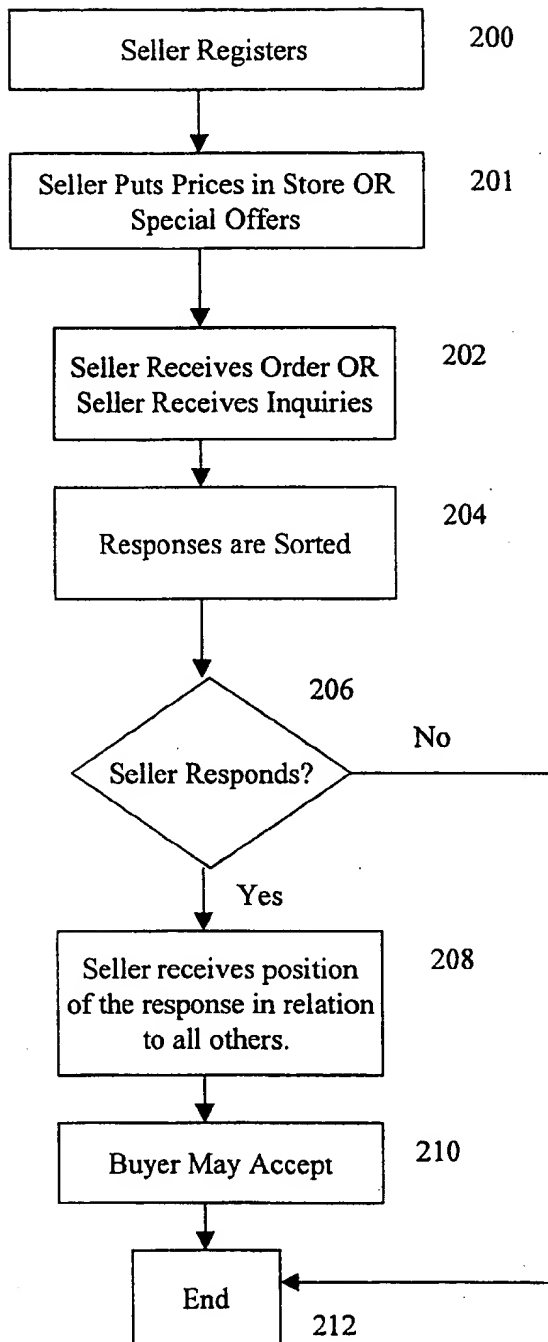 Seller Registers
200
Seller Puts Prices in Store OR
Special Offers
201
Seller Receives Order OR
Seller Receives Inquiries
202
Responses are Sorted
204
206
Seller Responds?
No
Yes
Seller receives position
of the response in relation
to all others.
208
Buyer May Accept
210
End
212